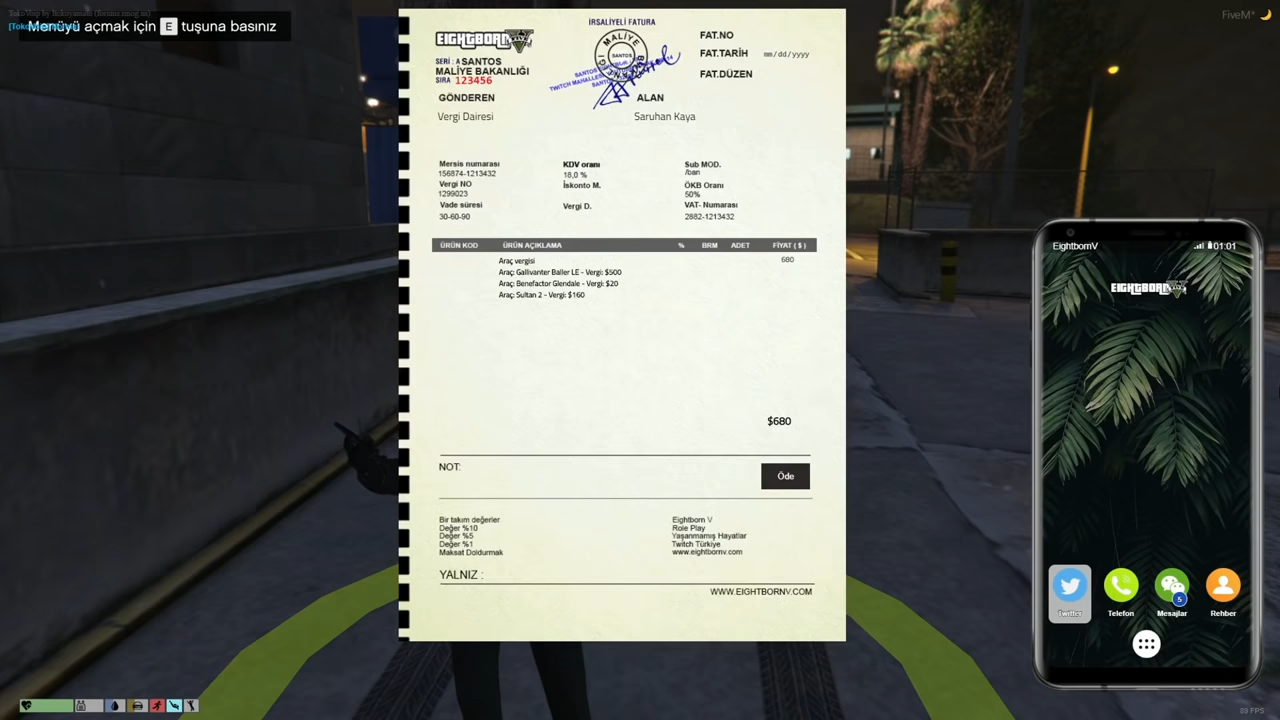 Menüyü açmak için E tuşuna basınız
FiveM*
İRSALİYELİ FATURA
EIGHTBORN V
SERİ : A SANTOS
MALİYE BAKANLIĞI
SIRA 123456
MALİYE
SANTOS
FAT.NO
FAT.TARİH mm/dd/yyyy
FAT.DÜZEN
GÖNDEREN
ALAN
Vergi Dairesi
Saruhan Kaya
Mersis numarası
156874-1213432
Vergi NO
1299023
Vade süresi
30-60-90
KDV oranı
18,0 %
İskonto M.
Vergi D.
Sub MOD.
/ban
ÖKB Oranı
50%
VAT- Numarası
2882-1213432
ÜRÜN KOD ÜRÜN AÇIKLAMA % BRM ADET FİYAT ( $ )
Araç vergisi 680
Araç: Gallivanter Baller LE - Vergi: $500
Araç: Benefactor Glendale - Vergi: $20
Araç: Sultan 2 - Vergi: $160
$680
NOT:
Öde
Bir takım değerler
Değer %10
Değer %5
Değer %1
Maksat Doldurmak
Eightborn V
Role Play
Yaşanmamış Hayatlar
Twitch Türkiye
www.eightbornv.com
YALNIZ :
WWW.EIGHTBORNV.COM
EightbornV 01:01
EIGHTBORN V
5
Twitter Telefon Mesajlar Rehber
89 FPS